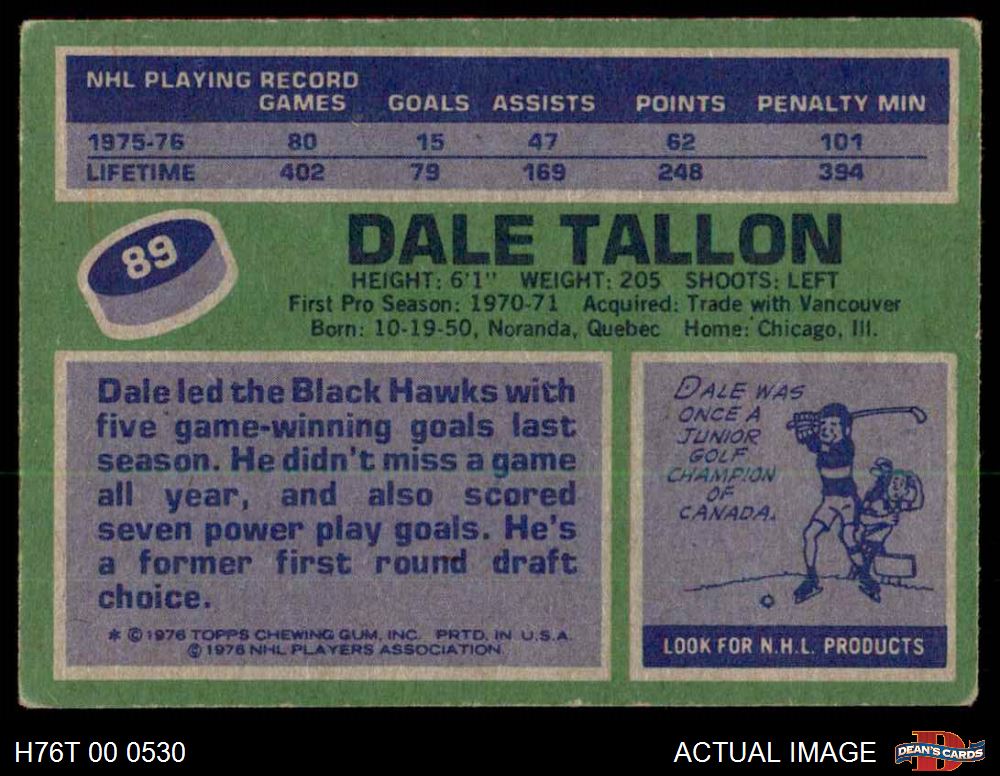 NHL PLAYING RECORD
GAMES GOALS ASSISTS POINTS PENALTY MIN
1975-76 80 15 47 62 101
LIFETIME 402 79 169 248 394
89
DALE TALLON
HEIGHT: 6'1" WEIGHT: 205 SHOOTS: LEFT
First Pro Season: 1970-71 Acquired: Trade with Vancouver
Born: 10-19-50, Noranda, Quebec Home: Chicago, Ill.
Dale led the Black Hawks with
five game-winning goals last
season. He didn't miss a game
all year, and also scored
seven power play goals. He's
a former first round draft
choice.
* © 1976 TOPPS CHEWING GUM, INC. PRTD. IN U.S.A.
© 1976 NHL PLAYERS ASSOCIATION.
DALE WAS
ONCE A
JUNIOR
GOLF
CHAMPION
OF
CANADA.
LOOK FOR N.H.L. PRODUCTS
H76T 00 0530
ACTUAL IMAGE
D
DEAN'S CARDS